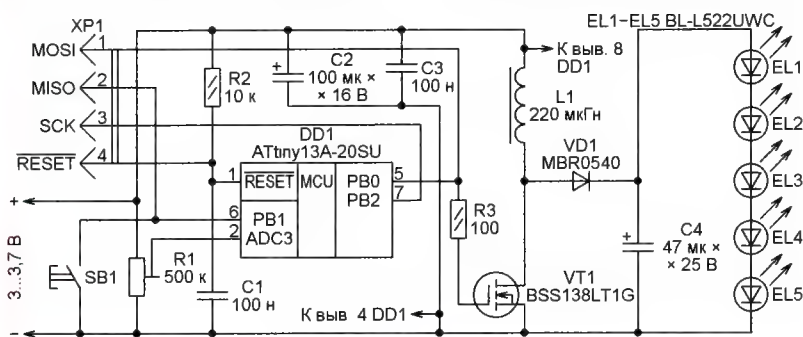 XP1
MOSI
1
MISO
2
SCK
3
RESET
4
R2
10 к
C2
100 мк ×
× 16 В
+
C3
100 н
К выв. 8
DD1
L1
220 мкГн
EL1–EL5 BL-L522UWC
EL1
EL2
EL3
EL4
EL5
DD1
ATtiny13A-20SU
1
RESET
MCU
PB0
5
PB2
7
6
PB1
2
ADC3
R3
100
VD1
MBR0540
+
C4
47 мк ×
× 25 В
VT1
BSS138LT1G
+
3...3,7 В
–
SB1
R1
500 к
C1
100 н
К выв 4 DD1